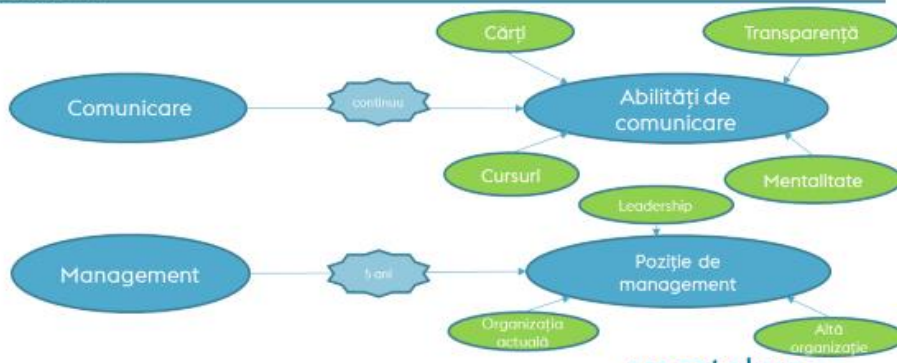 Cărți
Transparență
Comunicare
continuu
Abilități de
comunicare
Cursuri
Mentalitate
Leadership
Management
5 ani
Poziție de
management
Organizația
actuală
Altă
organizație